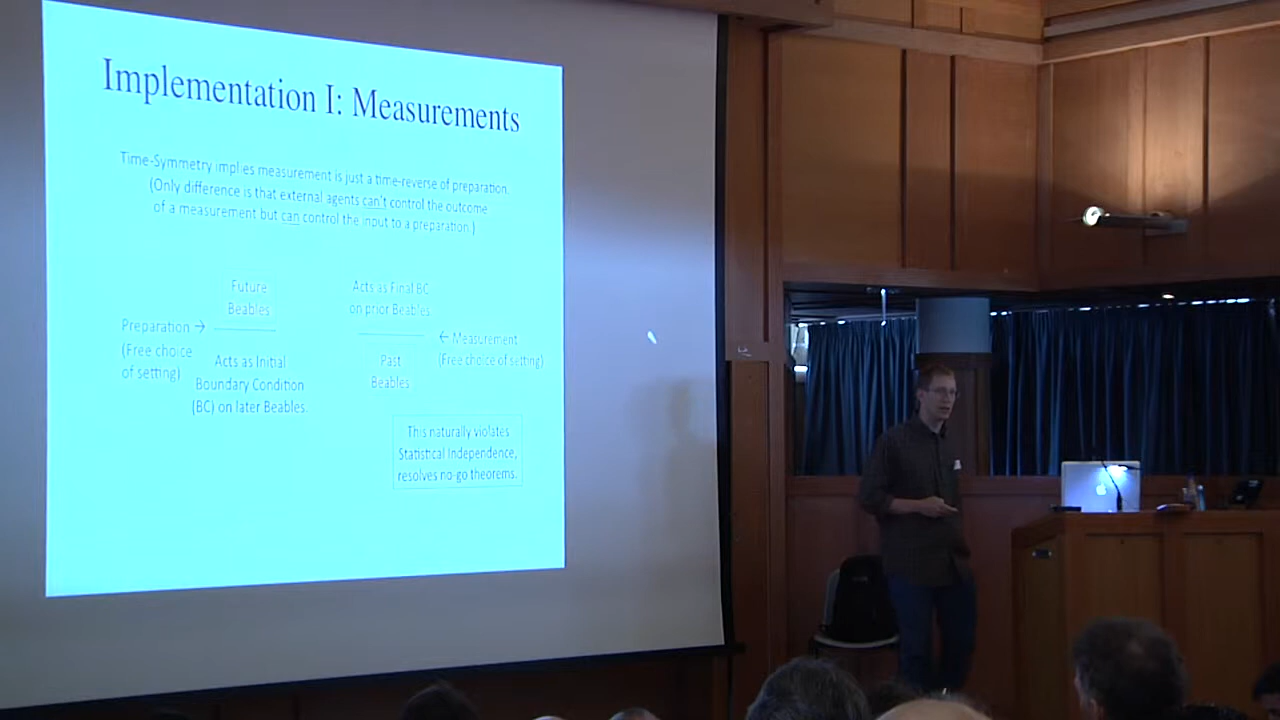 Implementation I: Measurements
Time-Symmetry implies measurement is just a time-reverse of preparation.
(Only difference is that external agents can't control the outcome
of a measurement but can control the input to a preparation.)
Future
Beables
Preparation →
(Free choice
of setting)
Acts as Initial
Boundary Condition
(BC) on later Beables.
Acts as Final BC
on prior Beables
← Measurement
(Free choice of setting)
Past
Beables
This naturally violates
Statistical Independence,
resolves no-go theorems.